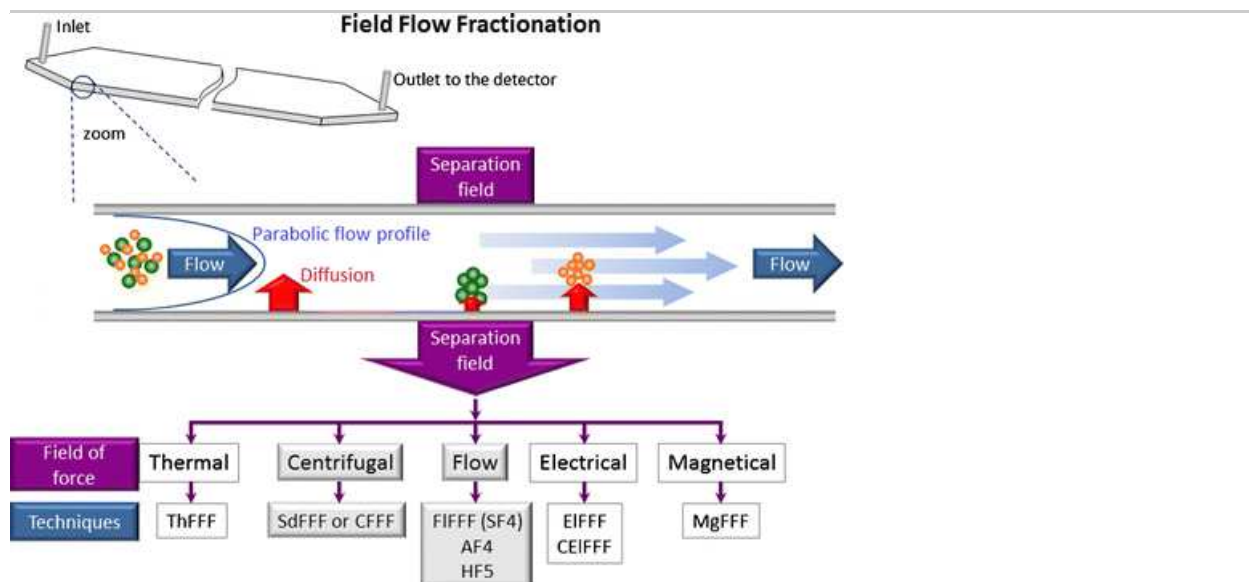 Field Flow Fractionation
Inlet
Outlet to the detector
zoom
Separation
field
Parabolic flow profile
Flow
Diffusion
Flow
Separation
field
Field of
force
Thermal
Centrifugal
Flow
Electrical
Magnetical
Techniques
ThFFF
SdFFF or CFFF
FlFFF (SF4)
AF4
HF5
ElFFF
CElFFF
MgFFF